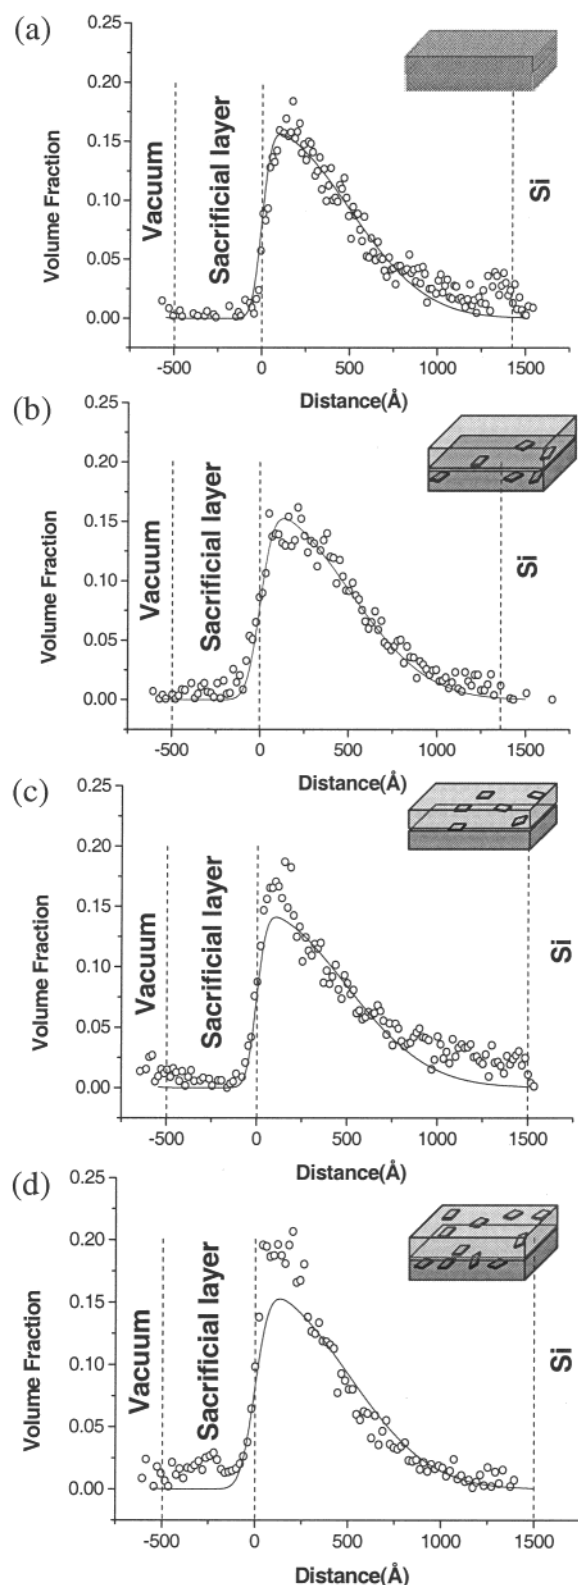 (a)
0.25
0.20
0.15
0.10
0.05
0.00
Volume Fraction
Vacuum
Sacrificial layer
Si
-500
0
500
1000
1500
Distance(Å)
(b)
0.25
0.20
0.15
0.10
0.05
0.00
Volume Fraction
Vacuum
Sacrificial layer
Si
-500
0
500
1000
1500
Distance(Å)
(c)
0.25
0.20
0.15
0.10
0.05
0.00
Volume Fraction
Vacuum
Sacrificial layer
Si
-500
0
500
1000
1500
Distance(Å)
(d)
0.25
0.20
0.15
0.10
0.05
0.00
Volume Fraction
Vacuum
Sacrificial layer
Si
-500
0
500
1000
1500
Distance(Å)